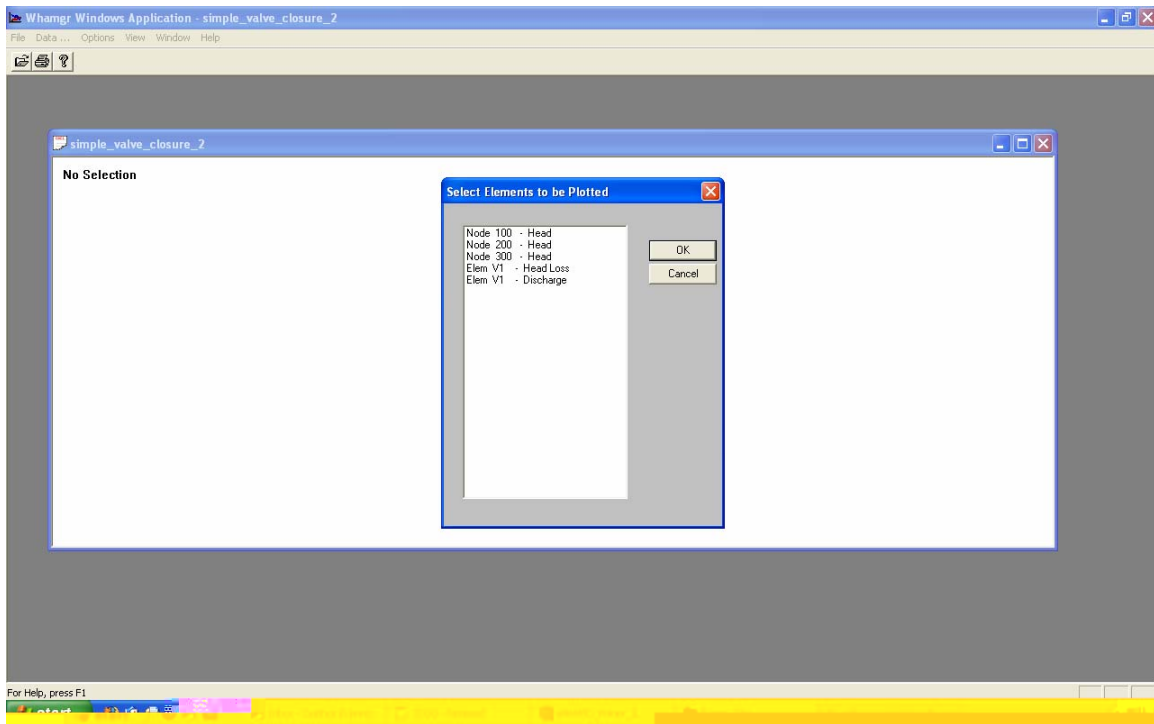 Whamgr Windows Application - simple_valve_closure_2
File Data ... Options View Window Help
simple_valve_closure_2
No Selection
Select Elements to be Plotted
Node 100 - Head
Node 200 - Head
Node 300 - Head
Elem V1 - Head Loss
Elem V1 - Discharge
OK
Cancel
For Help, press F1
start